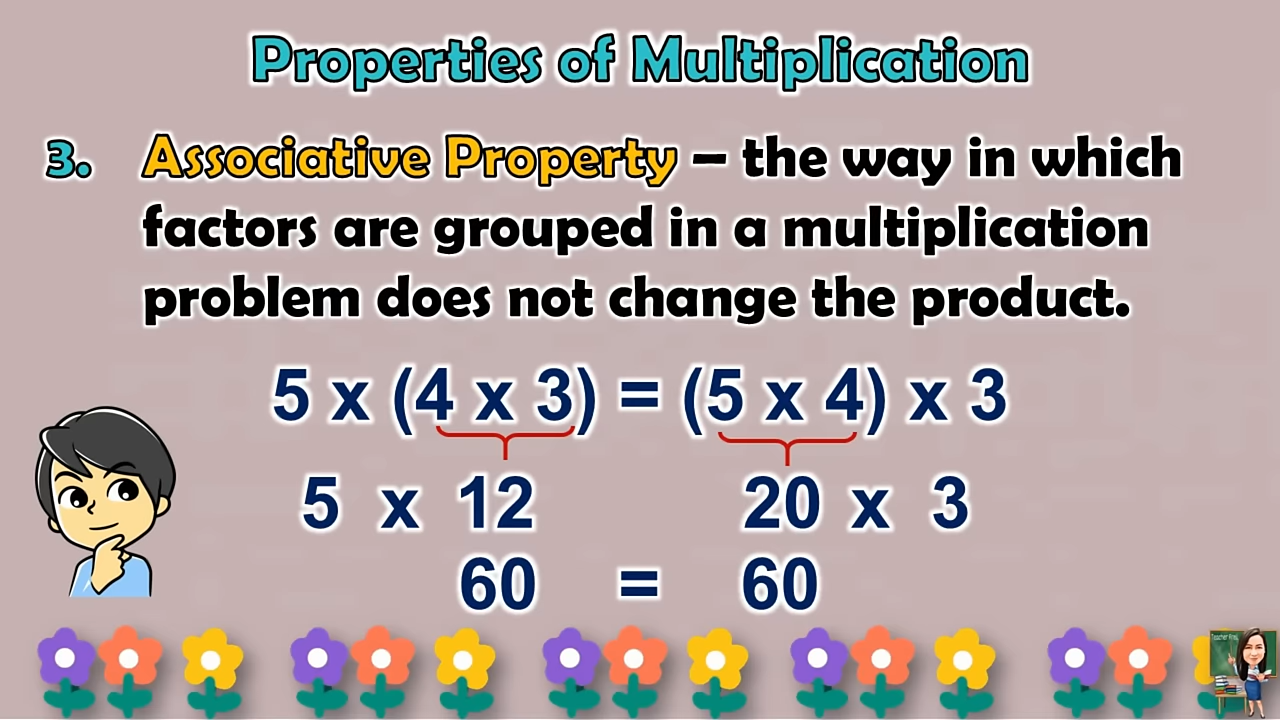 Properties of Multiplication
3. Associative Property – the way in which
factors are grouped in a multiplication
problem does not change the product.
5 x (4 x 3) = (5 x 4) x 3
5 x 12 20 x 3
60 = 60